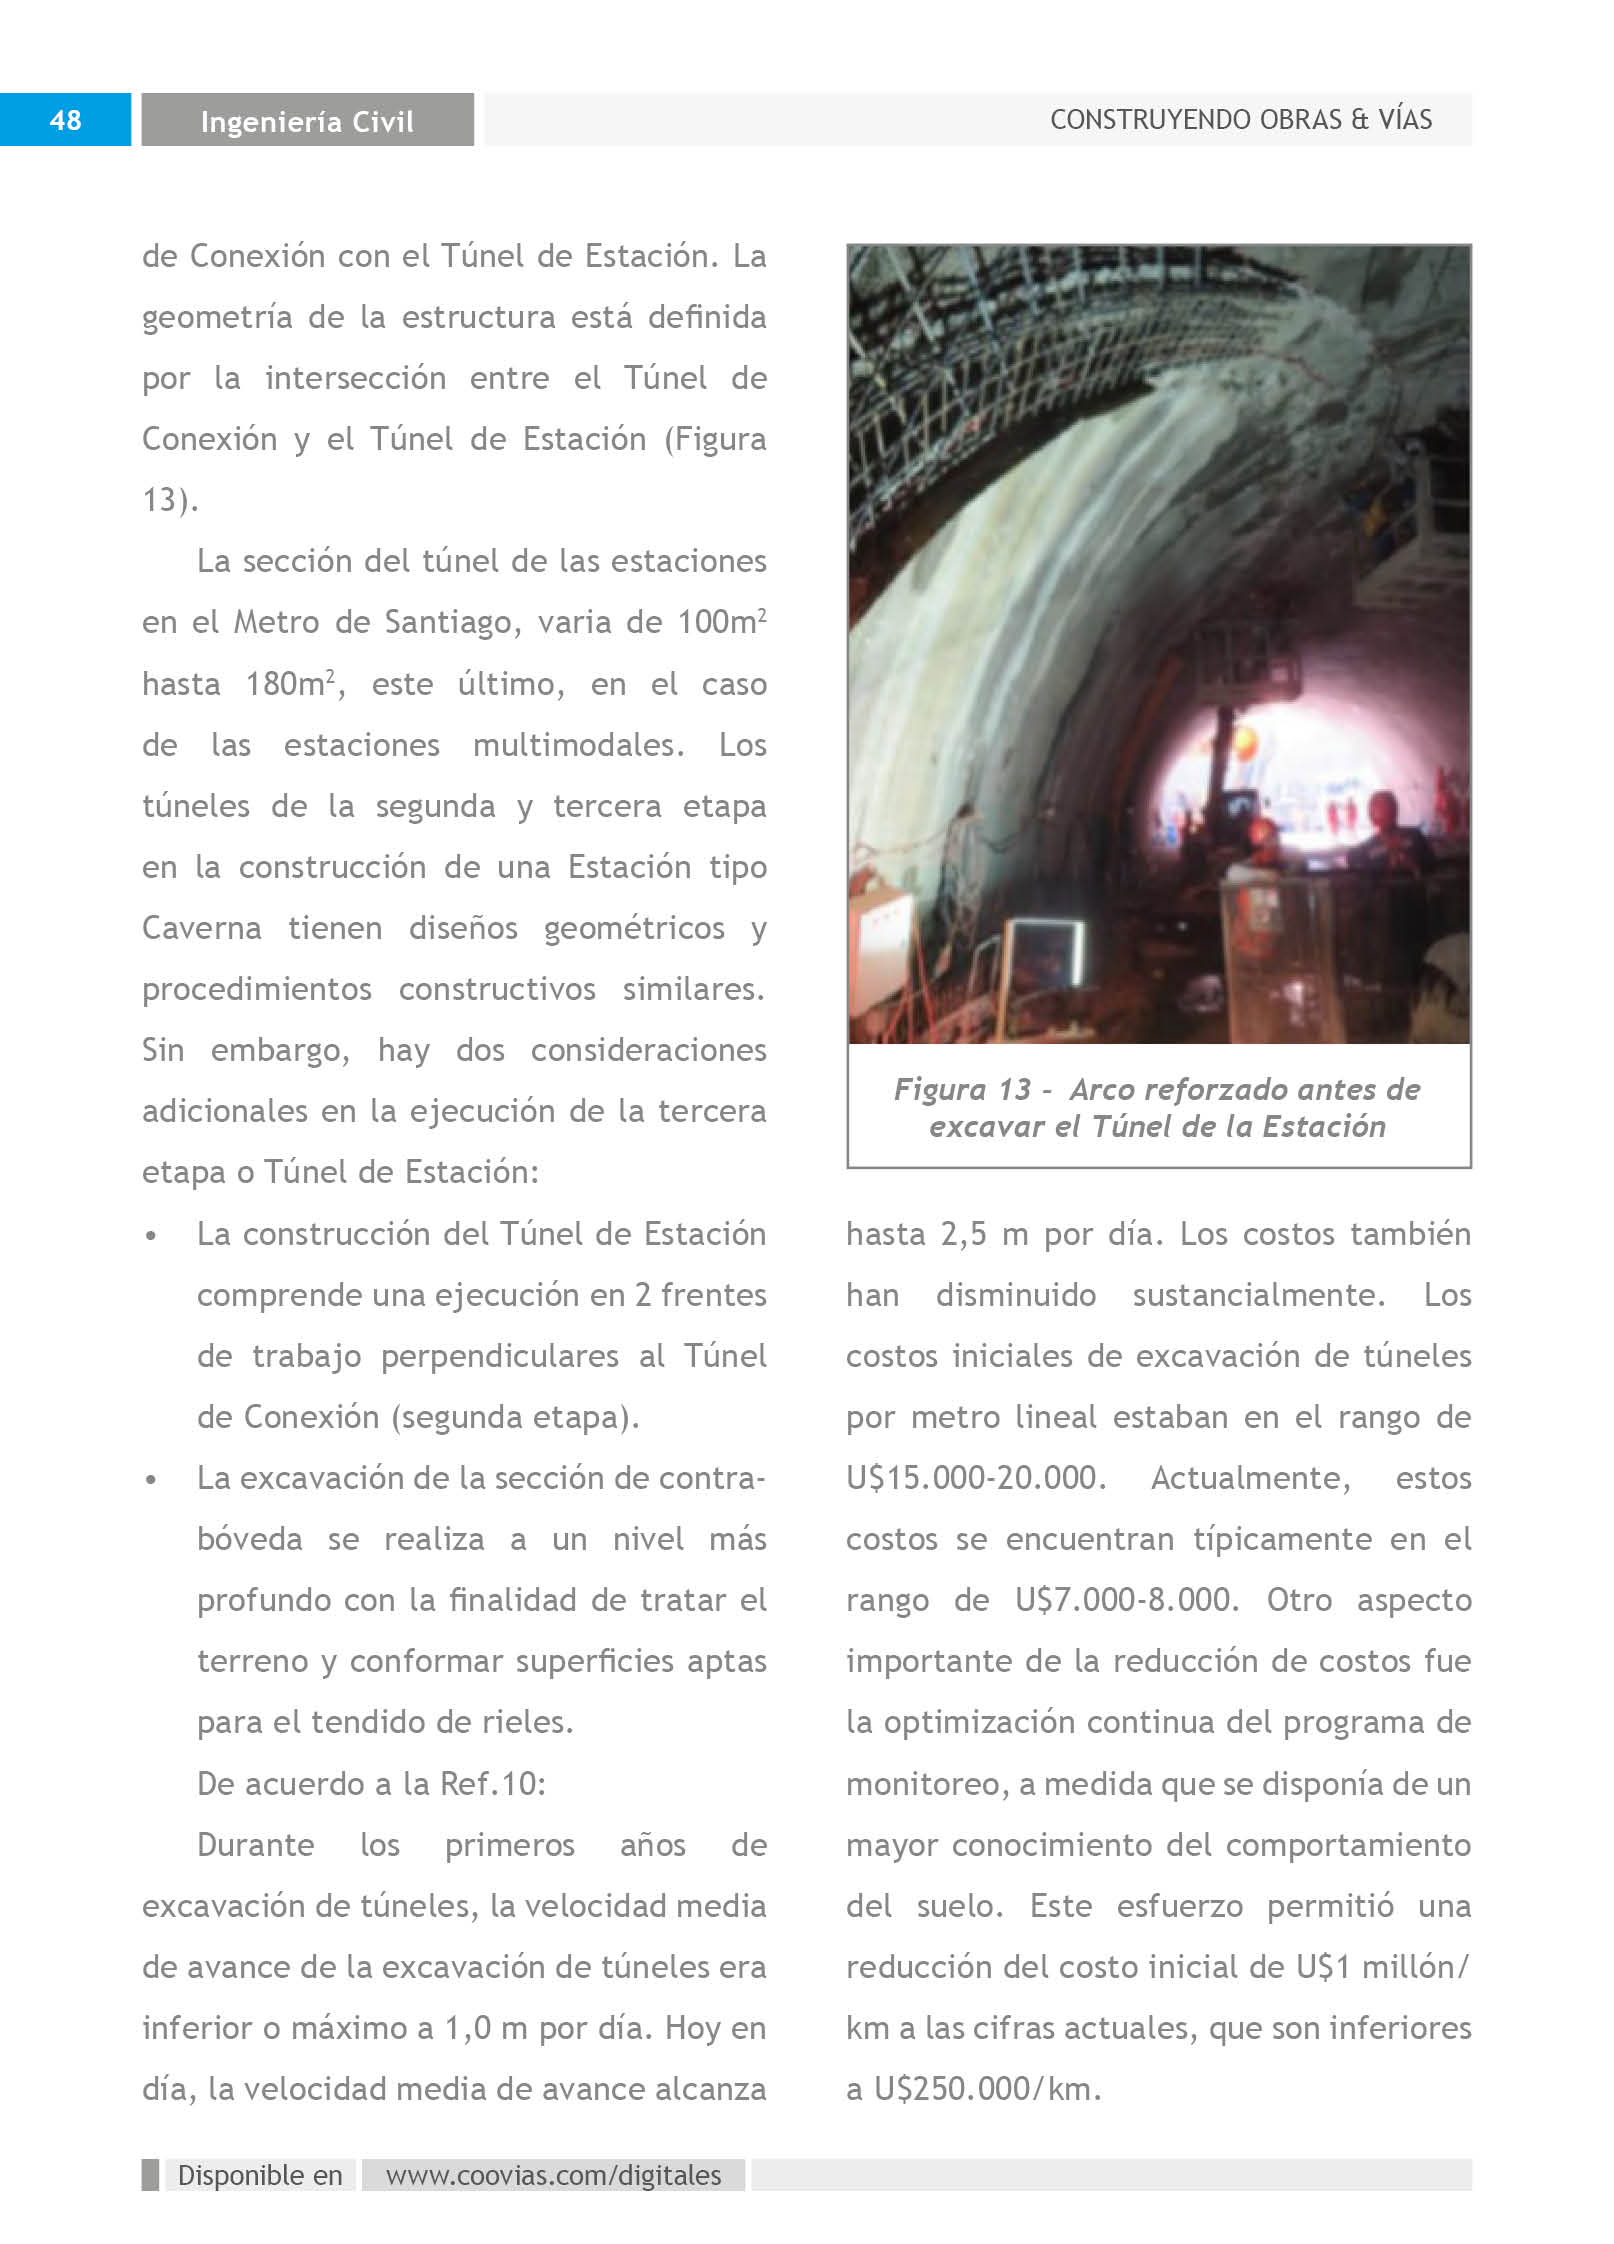 48
Ingeniería Civil
CONSTRUYENDO OBRAS & VÍAS
de Conexión con el Túnel de Estación. La
geometría de la estructura está definida
por la intersección entre el Túnel de
Conexión y el Túnel de Estación (Figura
13).
La sección del túnel de las estaciones
en el Metro de Santiago, varia de 100m²
hasta 180m², este último, en el caso
de las estaciones multimodales. Los
túneles de la segunda y tercera etapa
en la construcción de una Estación tipo
Caverna tienen diseños geométricos y
procedimientos constructivos similares.
Sin embargo, hay dos consideraciones
adicionales en la ejecución de la tercera
etapa o Túnel de Estación:
• La construcción del Túnel de Estación
comprende una ejecución en 2 frentes
de trabajo perpendiculares al Túnel
de Conexión (segunda etapa).
• La excavación de la sección de contra-
bóveda se realiza a un nivel más
profundo con la finalidad de tratar el
terreno y conformar superficies aptas
para el tendido de rieles.
De acuerdo a la Ref.10:
Durante los primeros años de
excavación de túneles, la velocidad media
de avance de la excavación de túneles era
inferior o máximo a 1,0 m por día. Hoy en
día, la velocidad media de avance alcanza
Figura 13 - Arco reforzado antes de
excavar el Túnel de la Estación
hasta 2,5 m por día. Los costos también
han disminuido sustancialmente. Los
costos iniciales de excavación de túneles
por metro lineal estaban en el rango de
U$15.000-20.000. Actualmente, estos
costos se encuentran típicamente en el
rango de U$7.000-8.000. Otro aspecto
importante de la reducción de costos fue
la optimización continua del programa de
monitoreo, a medida que se disponía de un
mayor conocimiento del comportamiento
del suelo. Este esfuerzo permitió una
reducción del costo inicial de U$1 millón/
km a las cifras actuales, que son inferiores
a U$250.000/km.
Disponible en www.coovias.com/digitales